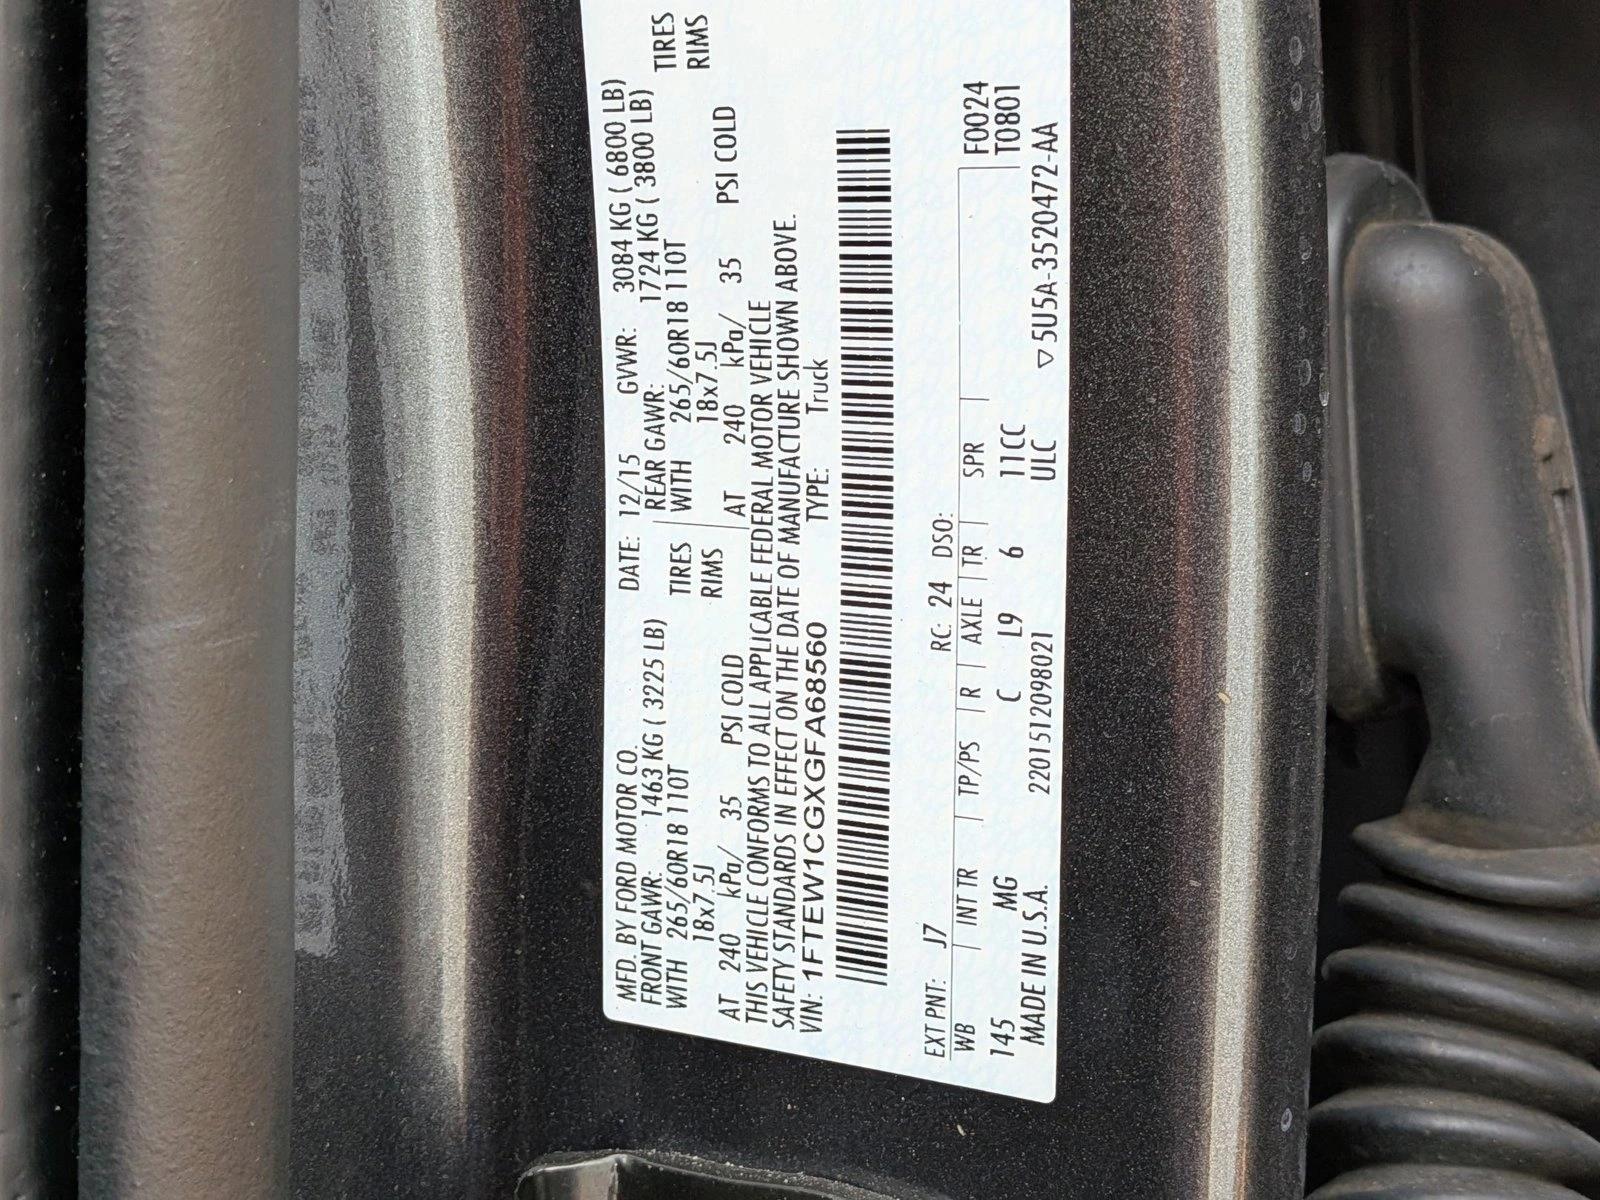 MFD. BY FORD MOTOR CO. DATE: 12/15 GVWR: 3084 KG ( 6800 LB)
FRONT GAWR: 1463 KG ( 3225 LB) REAR GAWR: 1724 KG ( 3800 LB)
WITH 265/60R18 110T TIRES WITH 265/60R18 110T TIRES
18x7.5J RIMS 18x7.5J RIMS
AT 240 kPa/ 35 PSI COLD AT 240 kPa/ 35 PSI COLD
THIS VEHICLE CONFORMS TO ALL APPLICABLE FEDERAL MOTOR VEHICLE
SAFETY STANDARDS IN EFFECT ON THE DATE OF MANUFACTURE SHOWN ABOVE.
VIN: 1FTEW1CGXGFA68560 TYPE: Truck
EXT PNT: J7 RC: 24 DSO:
WB INT TR TP/PS R AXLE TR SPR F0024
145 MG C L9 6 11CC T0801
MADE IN U.S.A. 2201512098021 ULC ▽ 5U5A-3520472-AA